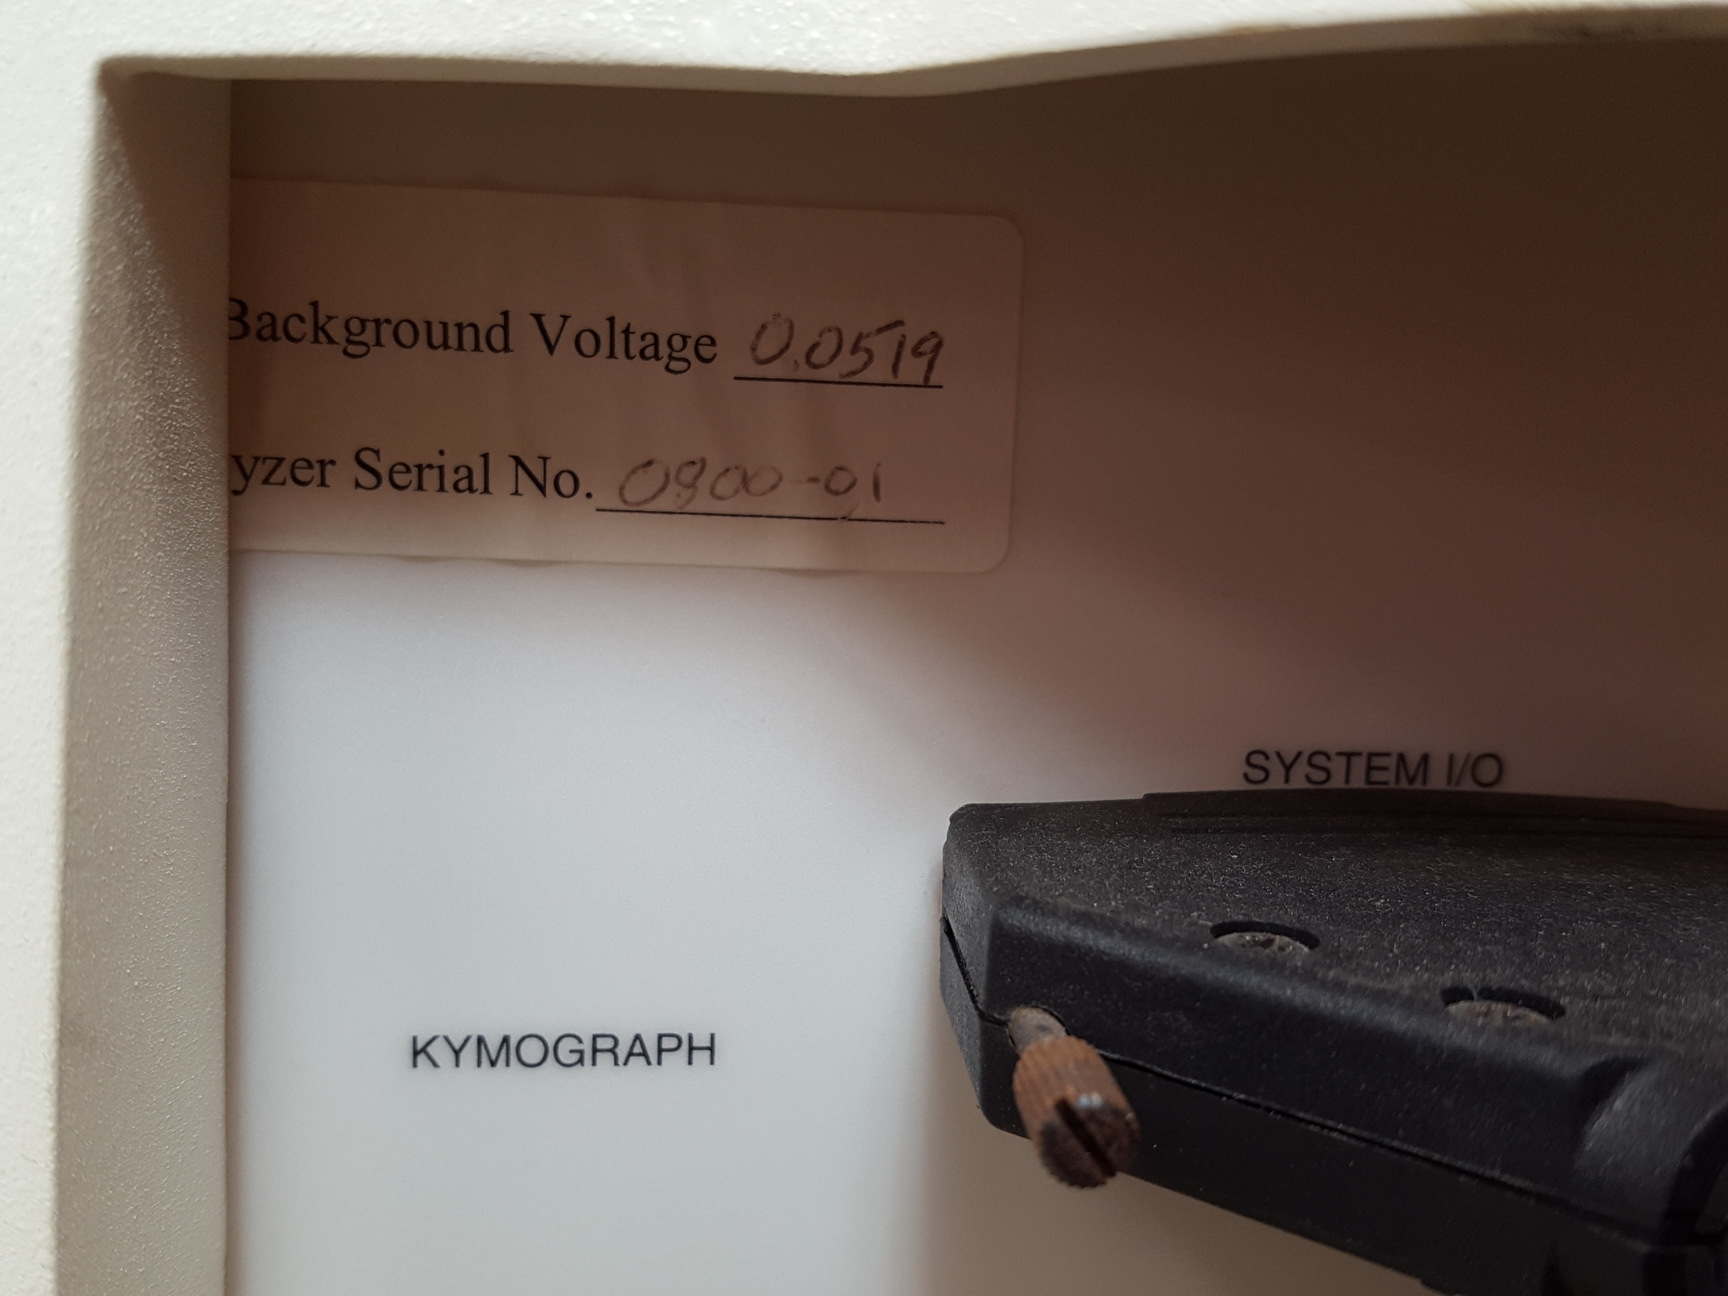 Background Voltage 0.0519
yzer Serial No. 0900-01
SYSTEM I/O
KYMOGRAPH